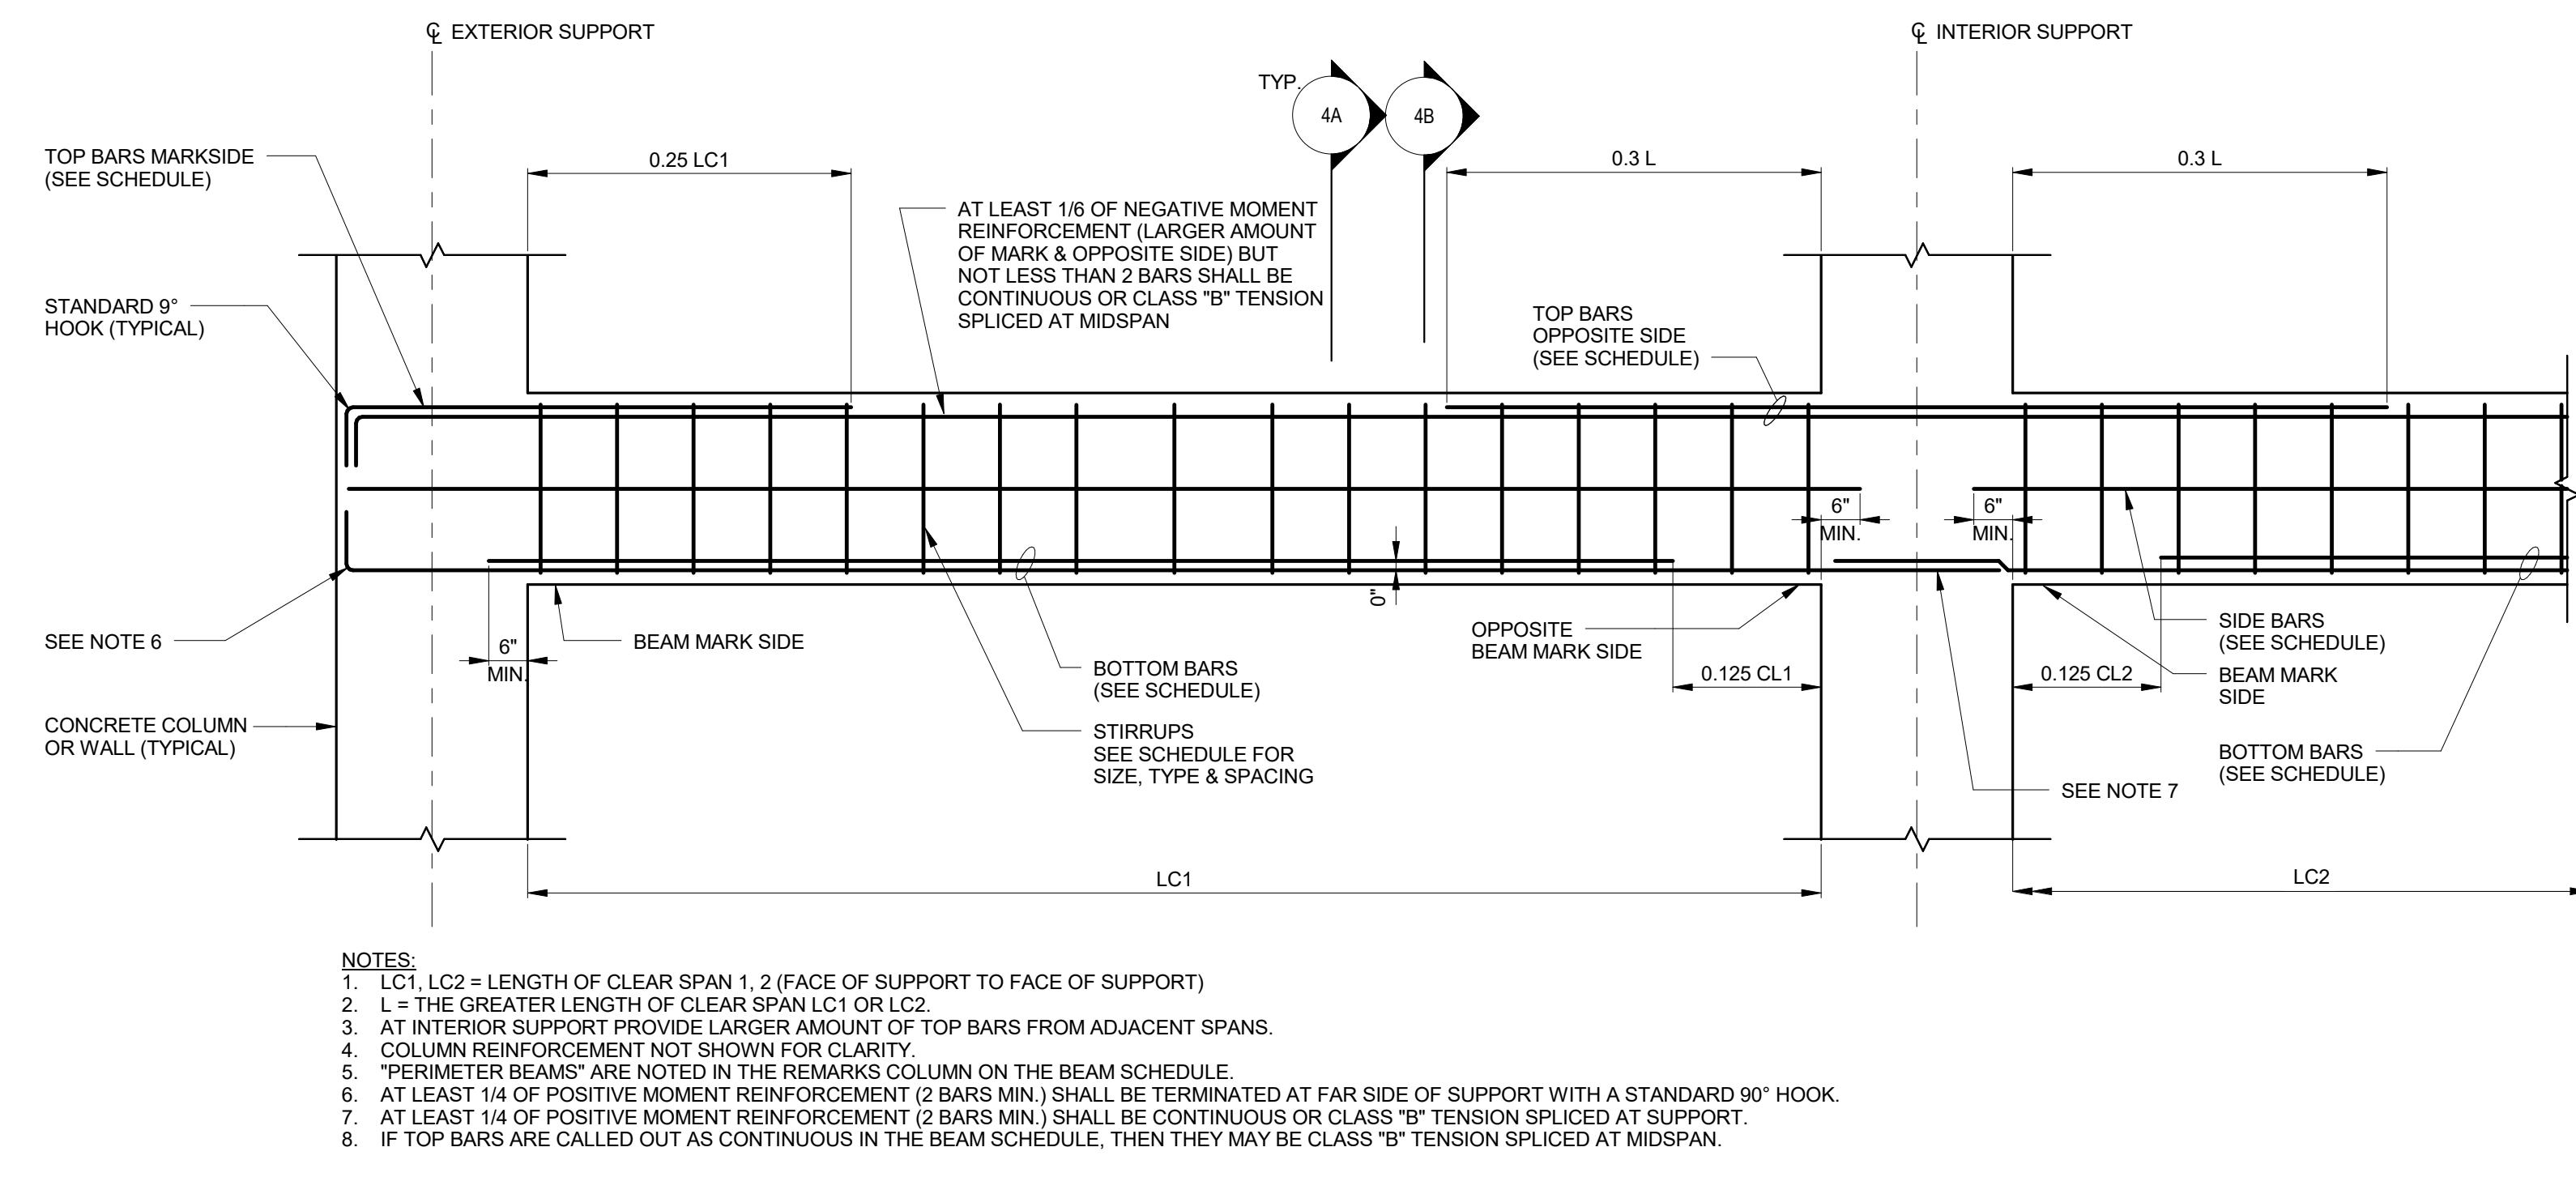 ℄ EXTERIOR SUPPORT
℄ INTERIOR SUPPORT
TYP.
4A
4B
TOP BARS MARKSIDE
(SEE SCHEDULE)
0.25 LC1
0.3 L
0.3 L
AT LEAST 1/6 OF NEGATIVE MOMENT
REINFORCEMENT (LARGER AMOUNT
OF MARK & OPPOSITE SIDE) BUT
NOT LESS THAN 2 BARS SHALL BE
CONTINUOUS OR CLASS "B" TENSION
SPLICED AT MIDSPAN
STANDARD 9°
HOOK (TYPICAL)
TOP BARS
OPPOSITE SIDE
(SEE SCHEDULE)
6"
MIN.
6"
MIN.
0"
SEE NOTE 6
6"
MIN.
BEAM MARK SIDE
BOTTOM BARS
(SEE SCHEDULE)
OPPOSITE
BEAM MARK SIDE
0.125 CL1
0.125 CL2
SIDE BARS
(SEE SCHEDULE)
BEAM MARK
SIDE
CONCRETE COLUMN
OR WALL (TYPICAL)
STIRRUPS
SEE SCHEDULE FOR
SIZE, TYPE & SPACING
BOTTOM BARS
(SEE SCHEDULE)
SEE NOTE 7
LC1
LC2
NOTES:
1. LC1, LC2 = LENGTH OF CLEAR SPAN 1, 2 (FACE OF SUPPORT TO FACE OF SUPPORT)
2. L = THE GREATER LENGTH OF CLEAR SPAN LC1 OR LC2.
3. AT INTERIOR SUPPORT PROVIDE LARGER AMOUNT OF TOP BARS FROM ADJACENT SPANS.
4. COLUMN REINFORCEMENT NOT SHOWN FOR CLARITY.
5. "PERIMETER BEAMS" ARE NOTED IN THE REMARKS COLUMN ON THE BEAM SCHEDULE.
6. AT LEAST 1/4 OF POSITIVE MOMENT REINFORCEMENT (2 BARS MIN.) SHALL BE TERMINATED AT FAR SIDE OF SUPPORT WITH A STANDARD 90° HOOK.
7. AT LEAST 1/4 OF POSITIVE MOMENT REINFORCEMENT (2 BARS MIN.) SHALL BE CONTINUOUS OR CLASS "B" TENSION SPLICED AT SUPPORT.
8. IF TOP BARS ARE CALLED OUT AS CONTINUOUS IN THE BEAM SCHEDULE, THEN THEY MAY BE CLASS "B" TENSION SPLICED AT MIDSPAN.